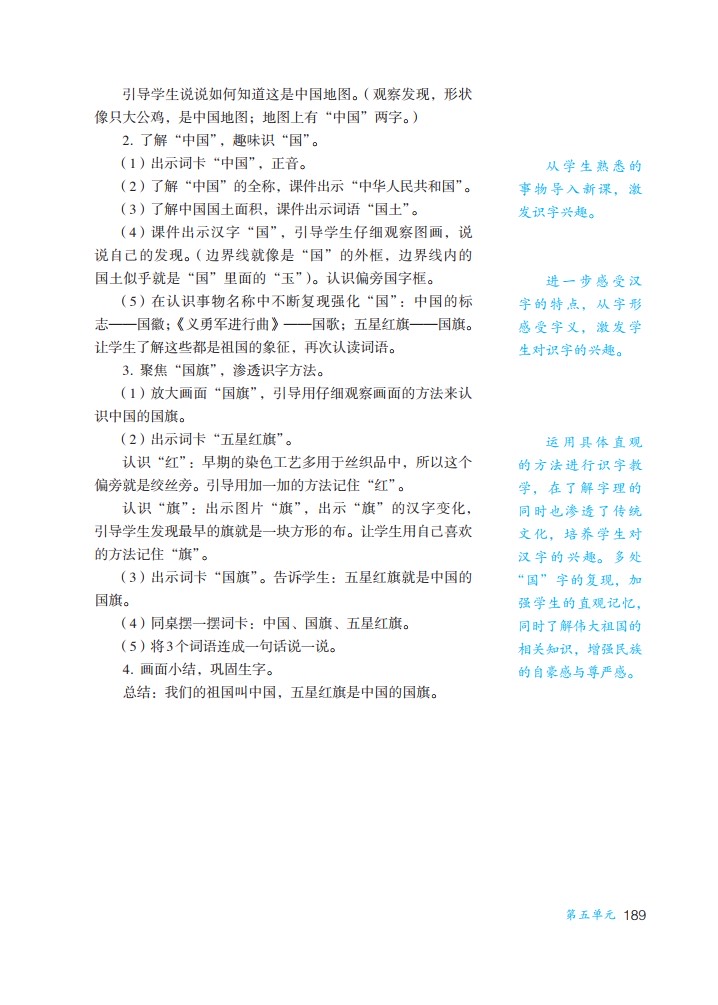 引导学生说说如何知道这是中国地图。（观察发现，形状
像只大公鸡，是中国地图；地图上有“中国”两字。）
2. 了解“中国”，趣味识“国”。
（1）出示词卡“中国”，正音。
（2）了解“中国”的全称，课件出示“中华人民共和国”。
（3）了解中国国土面积，课件出示词语“国土”。
（4）课件出示汉字“国”，引导学生仔细观察图画，说
说自己的发现。（边界线就像是“国”的外框，边界线内的
国土似乎就是“国”里面的“玉”）。认识偏旁国字框。
（5）在认识事物名称中不断复现强化“国”：中国的标
志——国徽；《义勇军进行曲》——国歌；五星红旗——国旗。
让学生了解这些都是祖国的象征，再次认读词语。
3. 聚焦“国旗”，渗透识字方法。
（1）放大画面“国旗”，引导用仔细观察画面的方法来认
识中国的国旗。
（2）出示词卡“五星红旗”。
认识“红”：早期的染色工艺多用于丝织品中，所以这个
偏旁就是绞丝旁。引导用加一加的方法记住“红”。
认识“旗”：出示图片“旗”，出示“旗”的汉字变化，
引导学生发现最早的旗就是一块方形的布。让学生用自己喜欢
的方法记住“旗”。
（3）出示词卡“国旗”。告诉学生：五星红旗就是中国的
国旗。
（4）同桌摆一摆词卡：中国、国旗、五星红旗。
（5）将3个词语连成一句话说一说。
4. 画面小结，巩固生字。
总结：我们的祖国叫中国，五星红旗是中国的国旗。
从学生熟悉的
事物导入新课，激
发识字兴趣。
进一步感受汉
字的特点，从字形
感受字义，激发学
生对识字的兴趣。
运用具体直观
的方法进行识字教
学，在了解字理的
同时也渗透了传统
文化，培养学生对
汉字的兴趣。多处
“国”字的复现，加
强学生的直观记忆，
同时了解伟大祖国的
相关知识，增强民族
的自豪感与尊严感。
第五单元 189